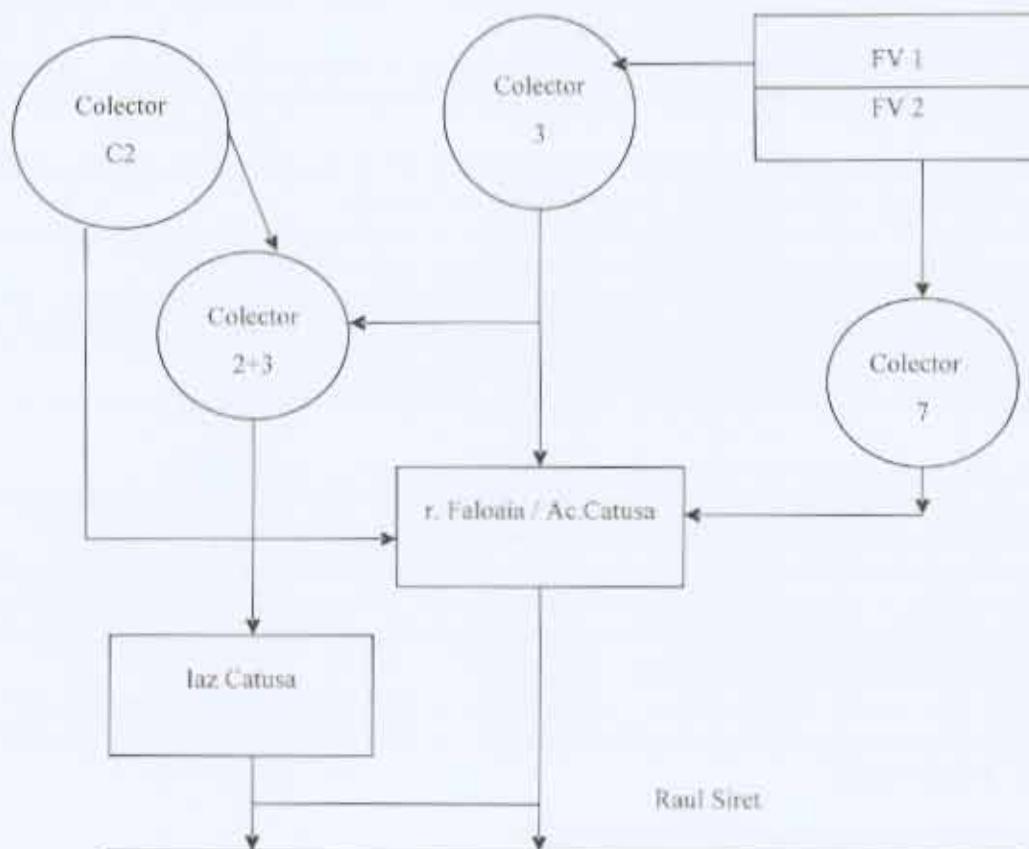 Colector
C2
Colector
3
FV 1
FV 2
Colector
2+3
Colector
7
r. Faloaia / Ac.Catusa
Iaz Catusa
Raul Siret